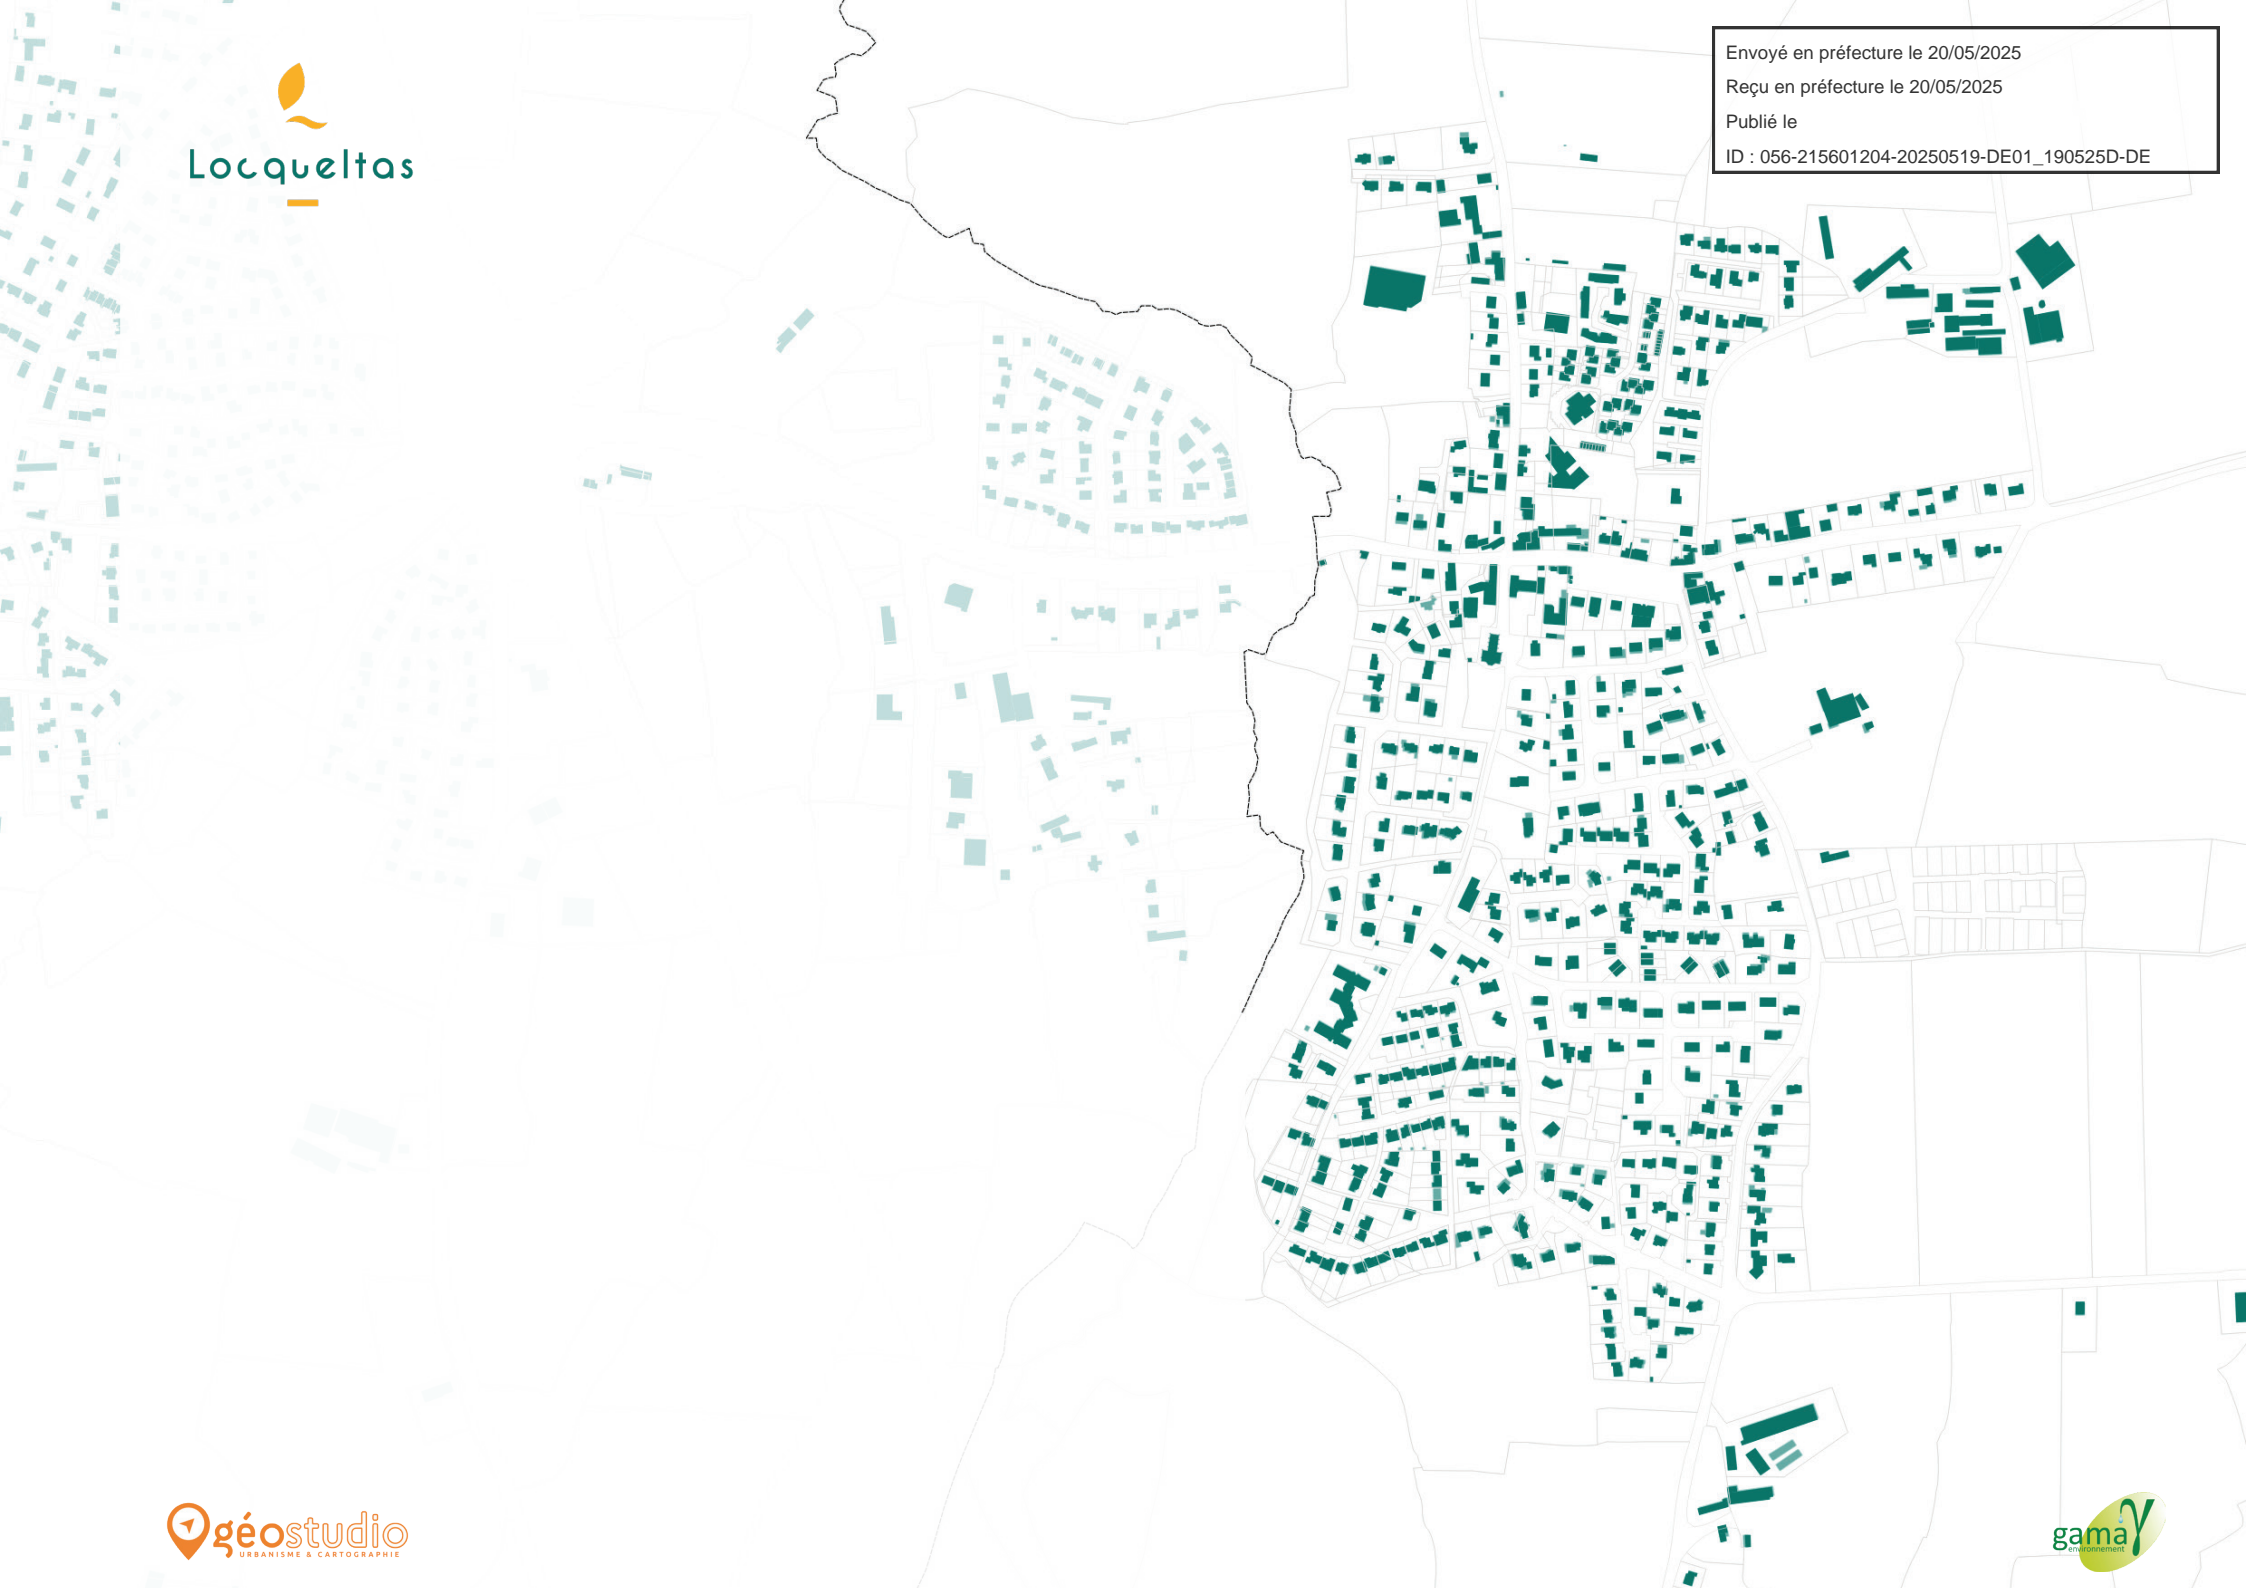 Envoyé en préfecture le 20/05/2025
Reçu en préfecture le 20/05/2025
Publié le
ID : 056-215601204-20250519-DE01_190525D-DE
Locqueltas
géostudio
URBANISME & CARTOGRAPHIE
gama
environnement